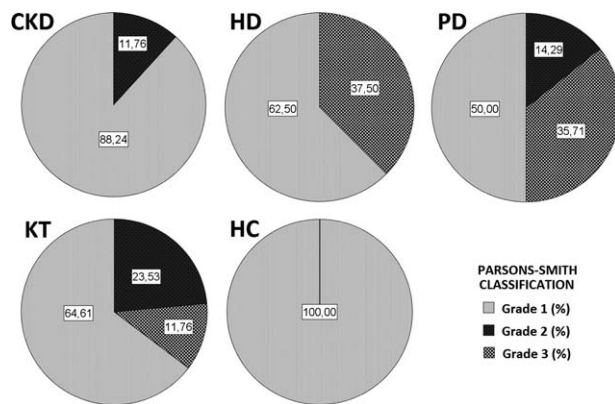 CKD
11,76
88,24
HD
37,50
62,50
PD
14,29
50,00
35,71
KT
23,53
64,61
11,76
HC
100,00
PARSONS-SMITH
CLASSIFICATION
Grade 1 (%)
Grade 2 (%)
Grade 3 (%)